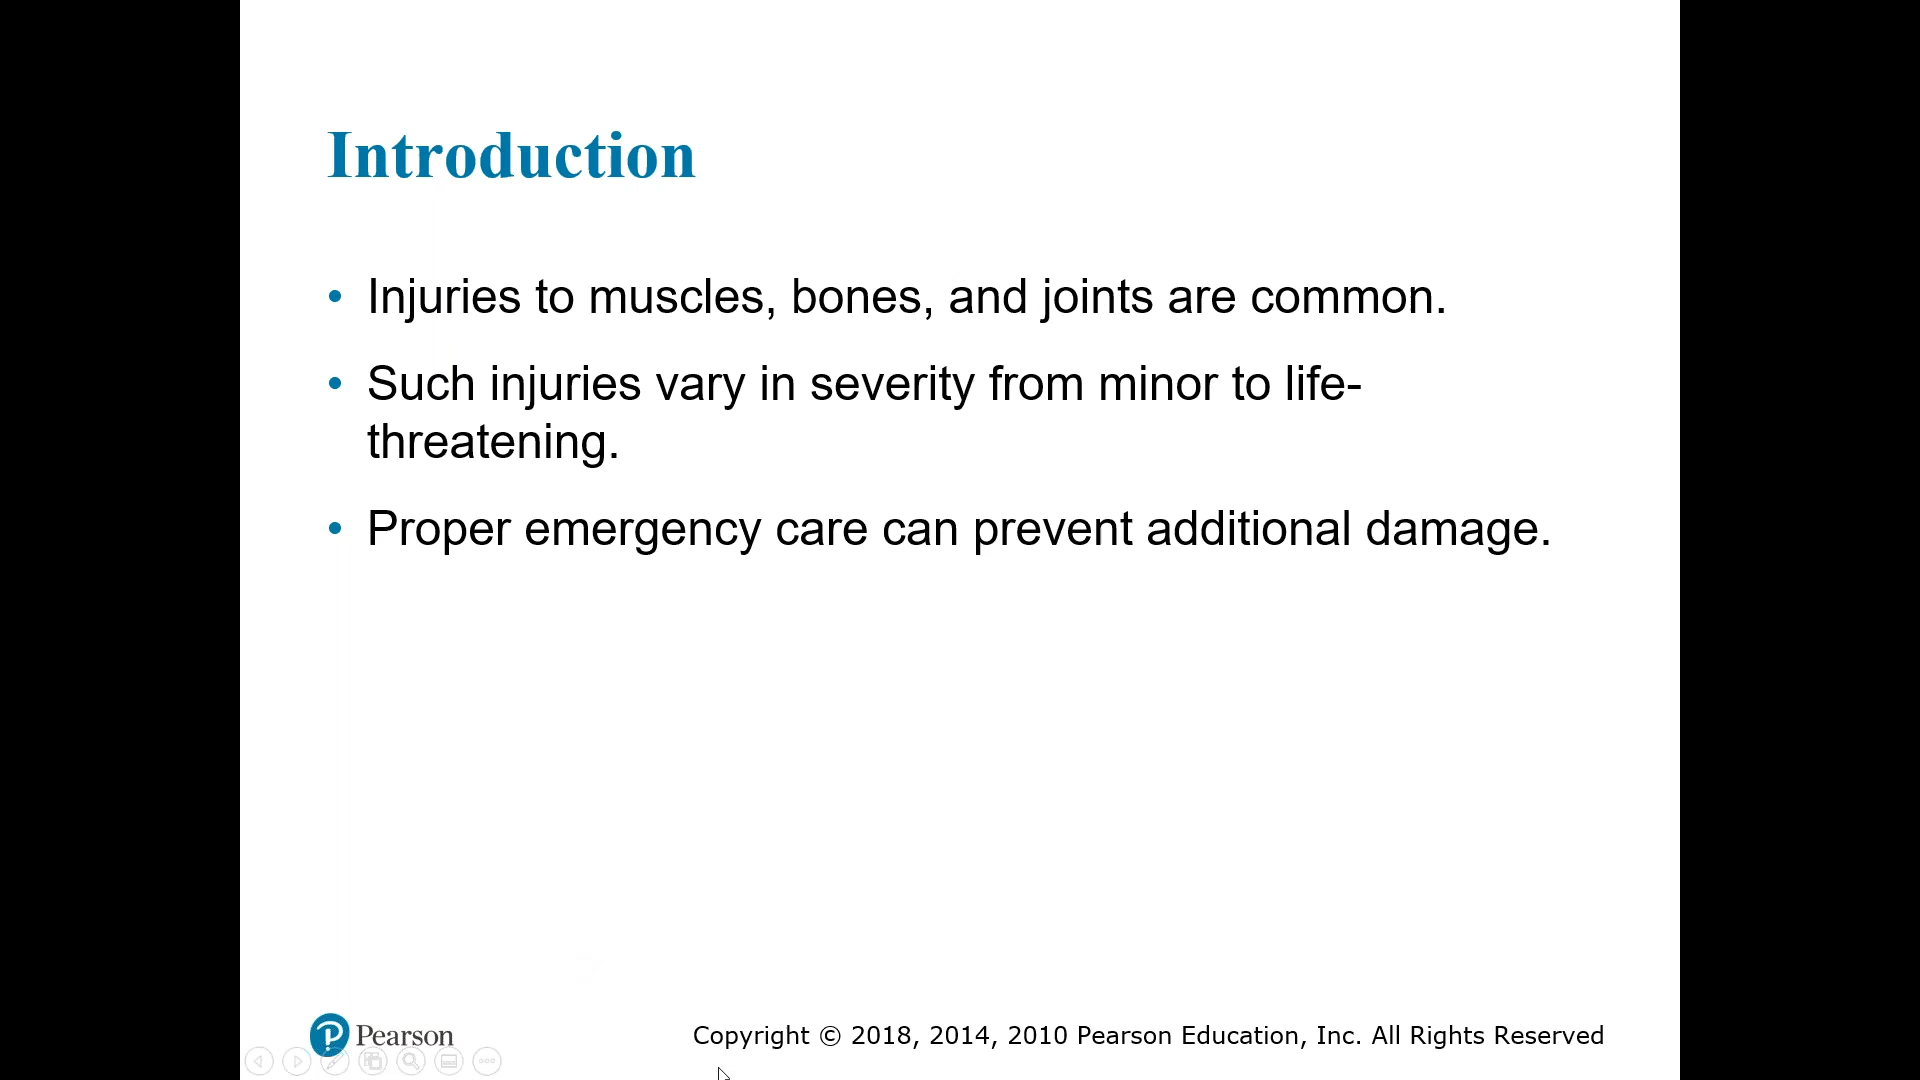 Introduction
• Injuries to muscles, bones, and joints are common.
• Such injuries vary in severity from minor to life-
threatening.
• Proper emergency care can prevent additional damage.
Pearson
Copyright © 2018, 2014, 2010 Pearson Education, Inc. All Rights Reserved